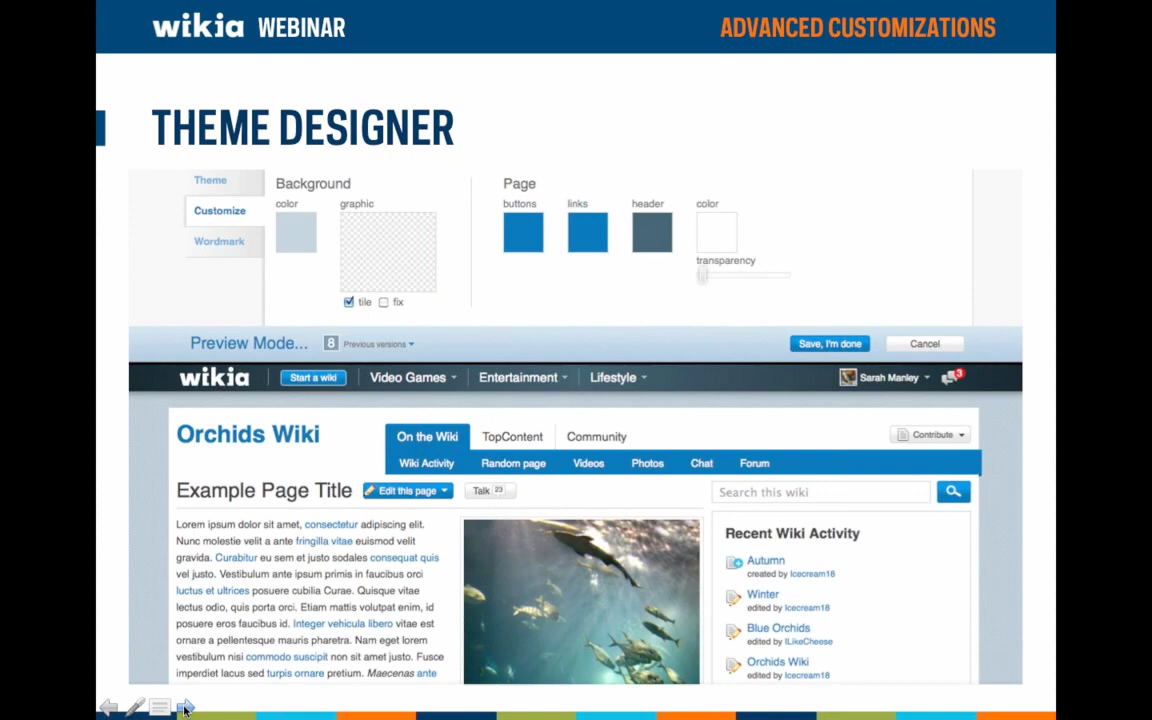 wikia WEBINAR
ADVANCED CUSTOMIZATIONS
THEME DESIGNER
Theme
Customize
Wordmark
Background
color
graphic
tile
fix
Page
buttons
links
header
color
transparency
Preview Mode...
8
Previous versions
Save, I'm done
Cancel
wikia
Start a wiki
Video Games
Entertainment
Lifestyle
Sarah Manley
3
Orchids Wiki
On the Wiki
TopContent
Community
Contribute
Wiki Activity
Random page
Videos
Photos
Chat
Forum
Example Page Title
Edit this page
Talk 23
Search this wiki
Lorem ipsum dolor sit amet, consectetur adipiscing elit.
Nunc molestie velit a ante fringilla vitae euismod velit
gravida. Curabitur eu sem et justo sodales consequat quis
vel justo. Vestibulum ante ipsum primis in faucibus orci
luctus et ultrices posuere cubilia Curae. Quisque vitae
lectus odio, quis porta orci. Etiam mattis volutpat enim, id
posuere eros faucibus id. Integer vehicula libero vitae est
ornare a pellentesque mauris pharetra. Nam eget lorem
vestibulum nisi commodo suscipit non sit amet justo. Fusce
imperdiet lacus sed turpis ornare pretium. Maecenas ante
Recent Wiki Activity
Autumn
created by Icecream18
Winter
edited by Icecream18
Blue Orchids
edited by ILikeCheese
Orchids Wiki
edited by Icecream18